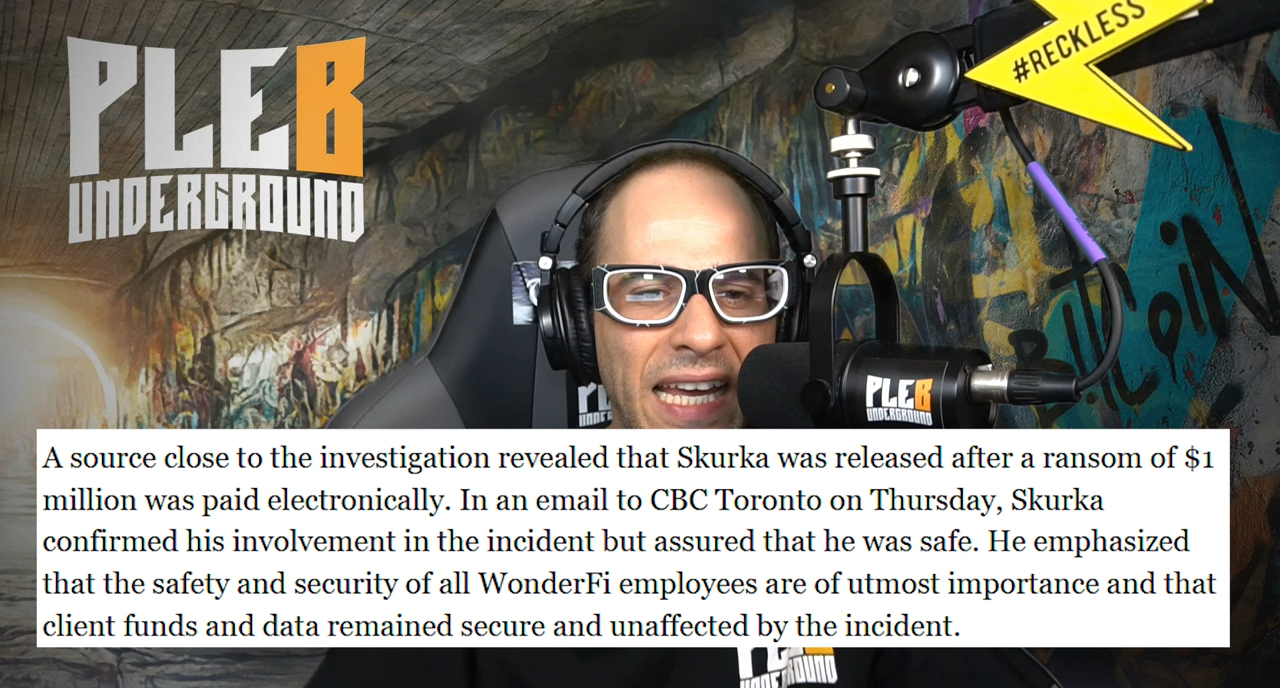 #RECKLESS
PLEB
UNDERGROUND
BitCoiN
PLEB
UNDERGROUND
A source close to the investigation revealed that Skurka was released after a ransom of $1
million was paid electronically. In an email to CBC Toronto on Thursday, Skurka
confirmed his involvement in the incident but assured that he was safe. He emphasized
that the safety and security of all WonderFi employees are of utmost importance and that
client funds and data remained secure and unaffected by the incident.